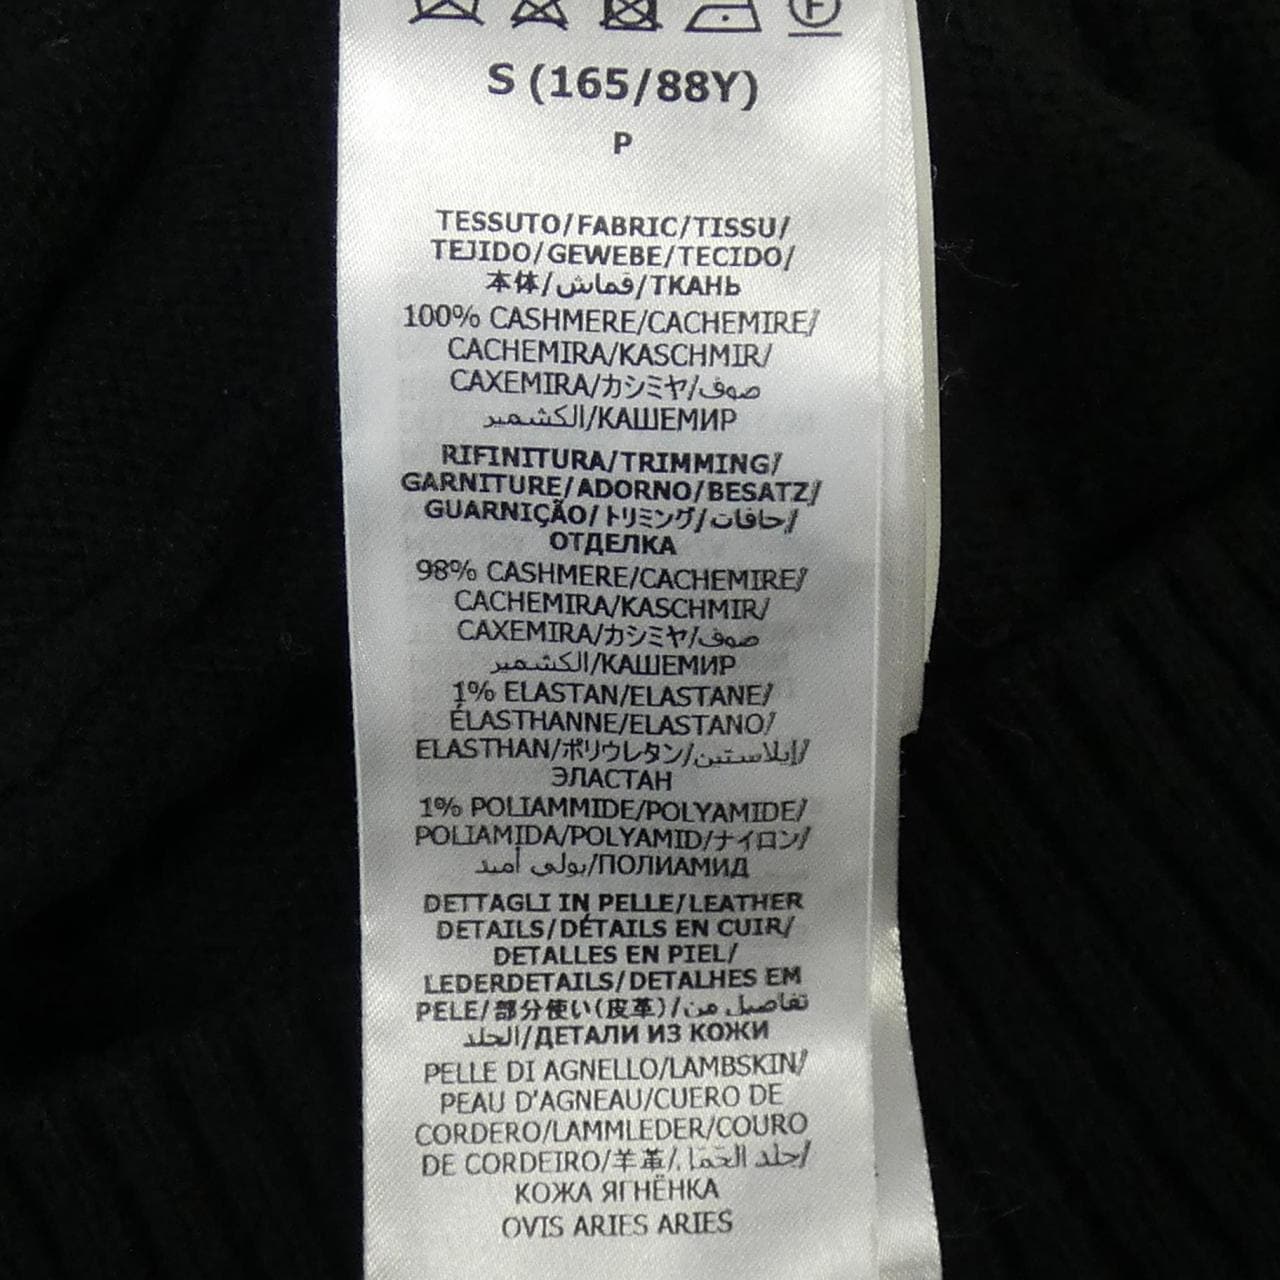 F
S (165/88Y)
P
TESSUTO/FABRIC/TISSU/
TEJIDO/GEWEBE/TECIDO/
本体/قماش/ТКАНЬ
100% CASHMERE/CACHEMIRE/
CACHEMIRA/KASCHMIR/
CAXEMIRA/カシミヤ/صوف
الكشمير/КАШЕМИР
RIFINITURA/TRIMMING/
GARNITURE/ADORNO/BESATZ/
GUARNIÇÃO/トリミング/حافات/
ОТДЕЛКА
98% CASHMERE/CACHEMIRE/
CACHEMIRA/KASCHMIR/
CAXEMIRA/カシミヤ/صوف
الكشمير/КАШЕМИР
1% ELASTAN/ELASTANE/
ÉLASTHANNE/ELASTANO/
ELASTHAN/ポリウレタン/إيلاستين/
ЭЛАСТАН
1% POLIAMMIDE/POLYAMIDE/
POLIAMIDA/POLYAMID/ナイロン/
بولي أميد/ПОЛИАМИД
DETTAGLI IN PELLE/LEATHER
DETAILS/DÉTAILS EN CUIR/
DETALLES EN PIEL/
LEDERDETAILS/DETALHES EM
PELE/部分使い(皮革)/تفاصيل من
الجلد/ДЕТАЛИ ИЗ КОЖИ
PELLE DI AGNELLO/LAMBSKIN/
PEAU D'AGNEAU/CUERO DE
CORDERO/LAMMLEDER/COURO
DE CORDEIRO/羊革/جلد الحَمَل/
КОЖА ЯГНЁНКА
OVIS ARIES ARIES